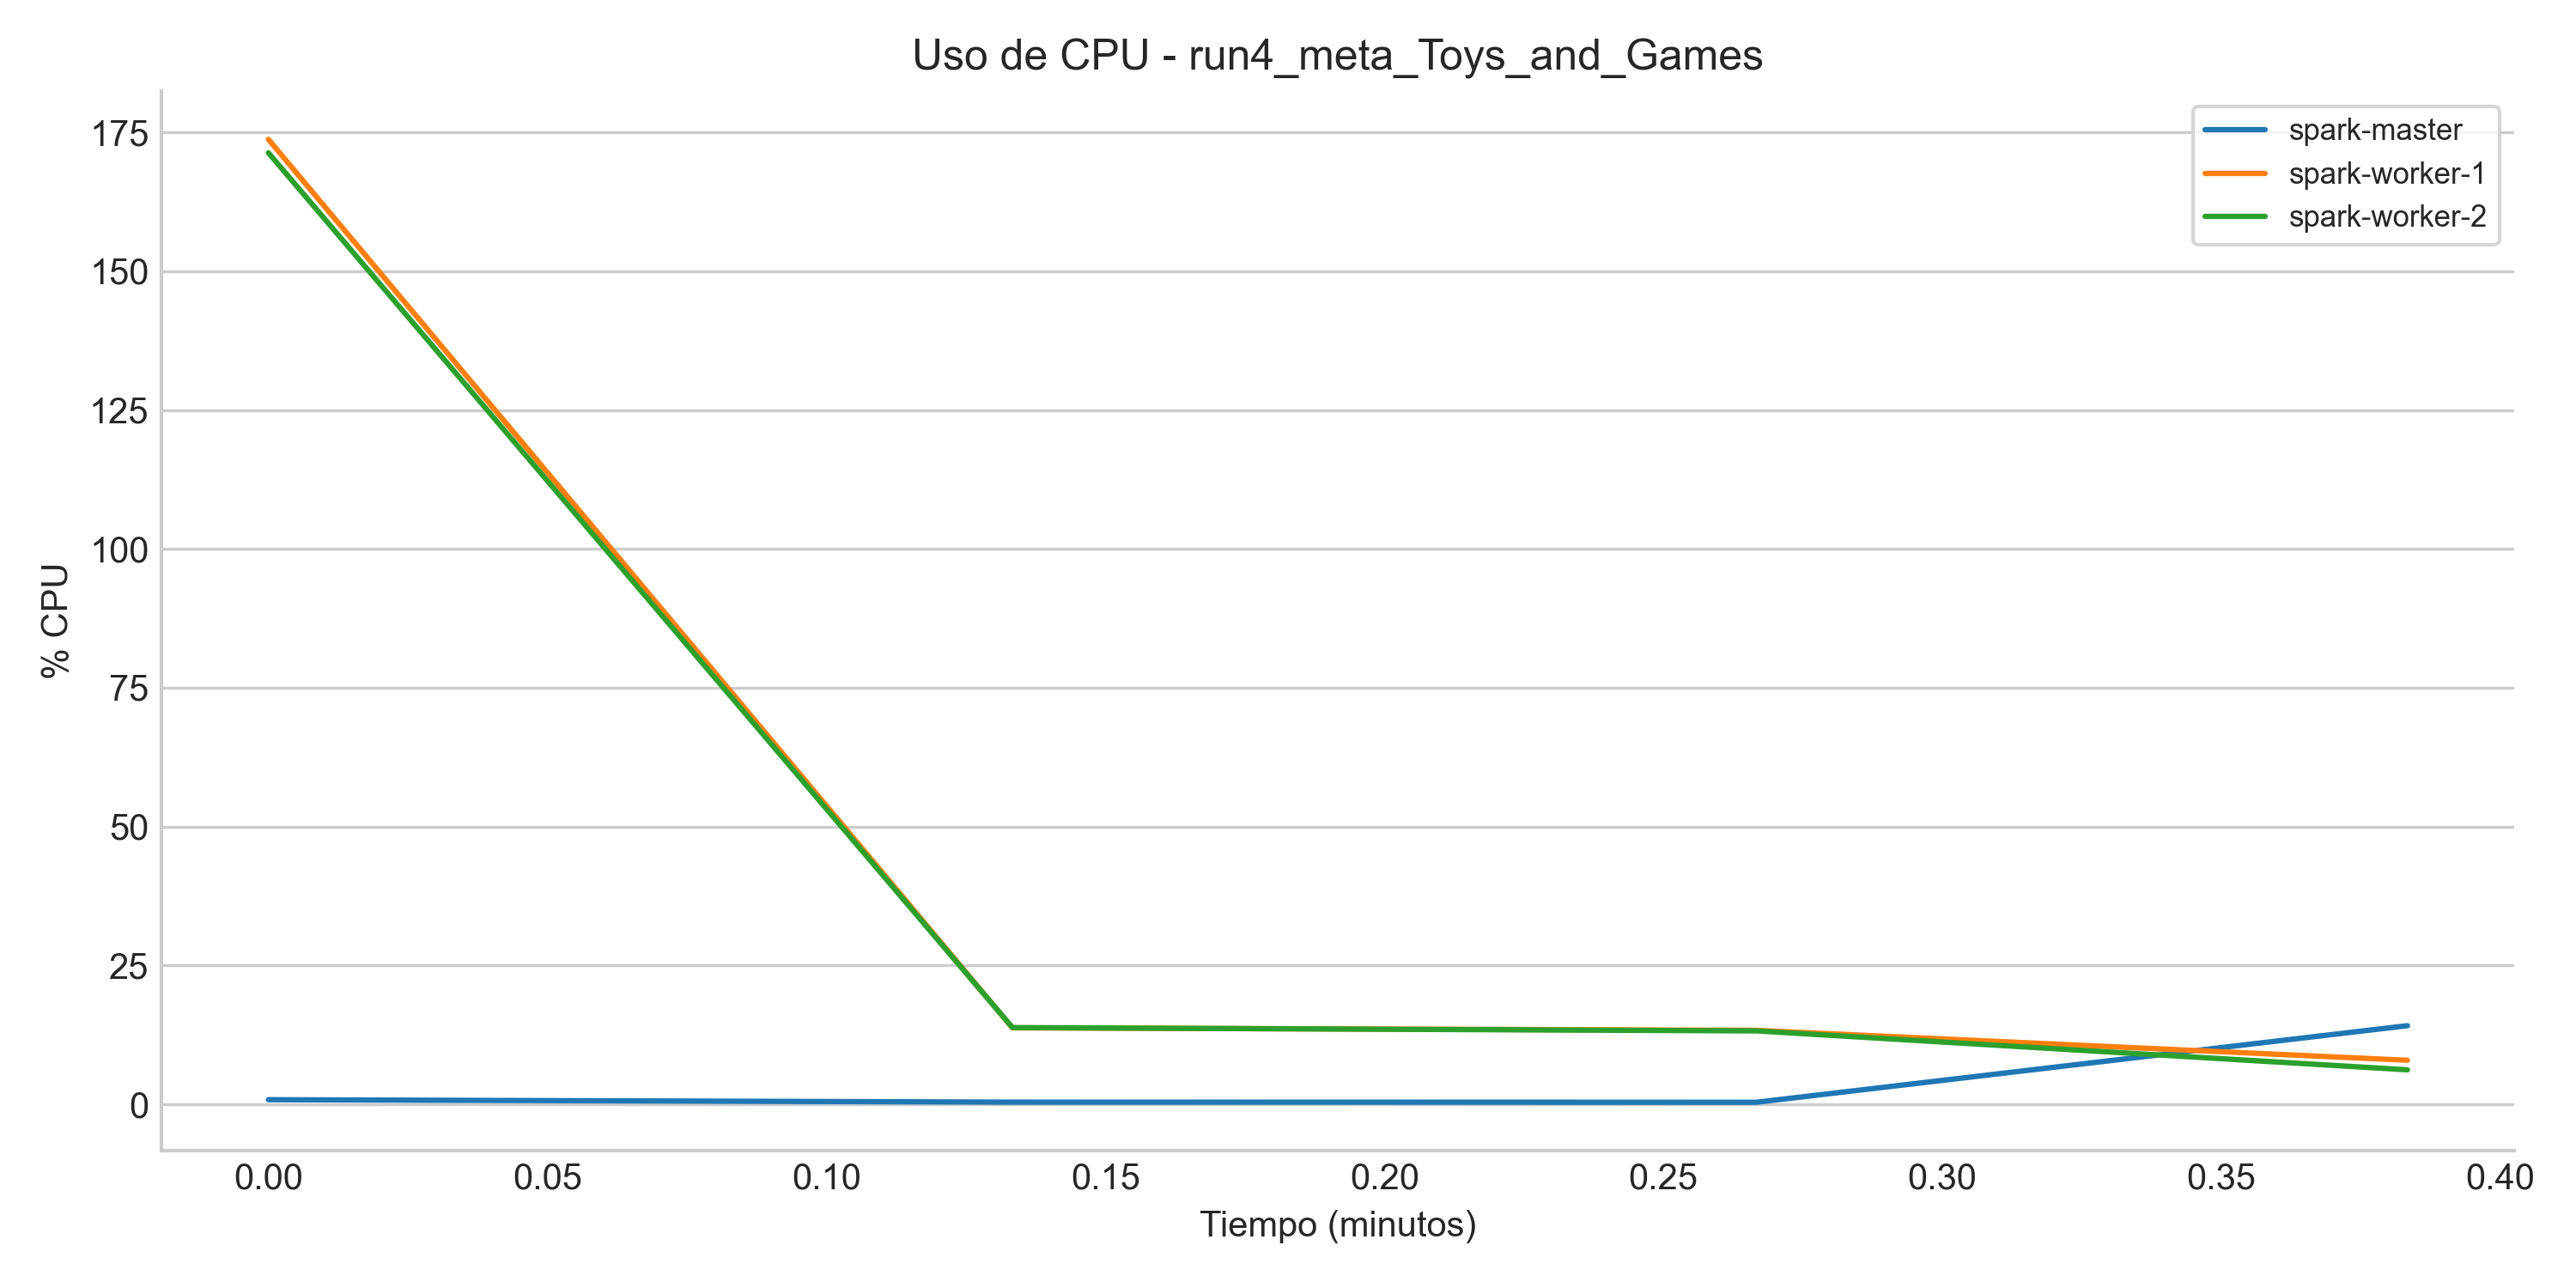 Uso de CPU - run4_meta_Toys_and_Games
spark-master
spark-worker-1
spark-worker-2
175
150
125
100
75
50
25
0
% CPU
0.00 0.05 0.10 0.15 0.20 0.25 0.30 0.35 0.40
Tiempo (minutos)